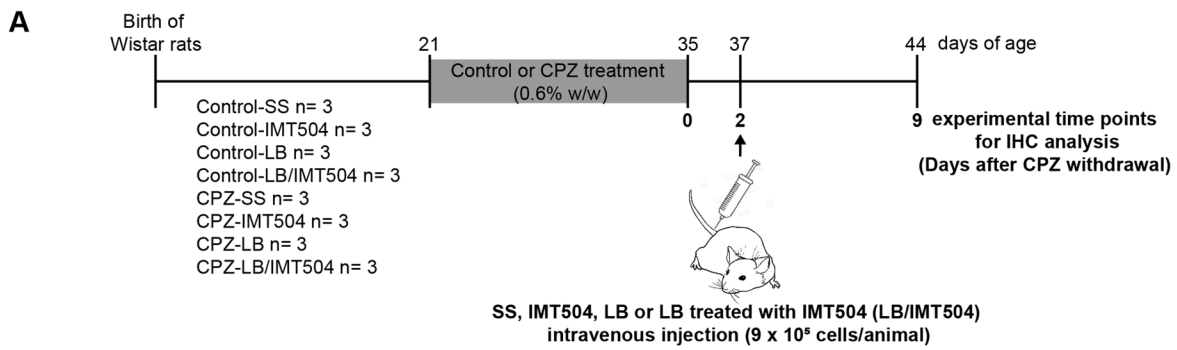 A
Birth of
Wistar rats
21
35
37
44 days of age
Control or CPZ treatment
(0.6% w/w)
Control-SS n= 3
Control-IMT504 n= 3
Control-LB n= 3
Control-LB/IMT504 n= 3
CPZ-SS n= 3
CPZ-IMT504 n= 3
CPZ-LB n= 3
CPZ-LB/IMT504 n= 3
0
2
9 experimental time points
for IHC analysis
(Days after CPZ withdrawal)
SS, IMT504, LB or LB treated with IMT504 (LB/IMT504)
intravenous injection (9 x 10⁵ cells/animal)